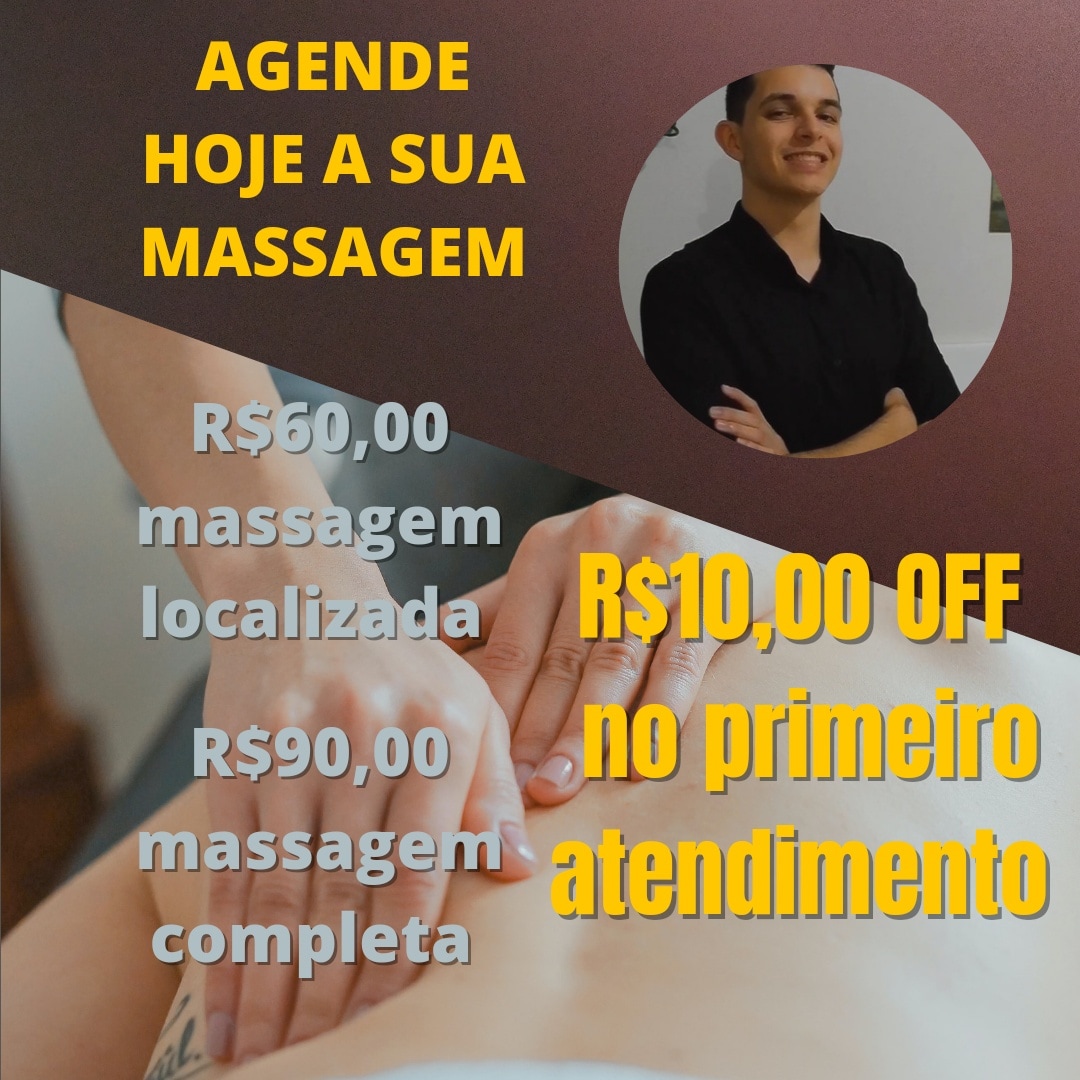 AGENDE
HOJE A SUA
MASSAGEM
R$60,00
massagem
localizada
R$90,00
massagem
completa
R$10,00 OFF
no primeiro
atendimento